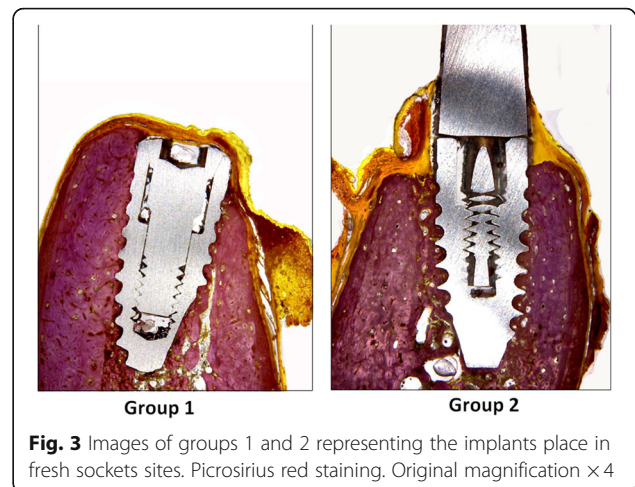 Group 1
Group 2
Fig. 3 Images of groups 1 and 2 representing the implants place in
fresh sockets sites. Picrosirius red staining. Original magnification ×4